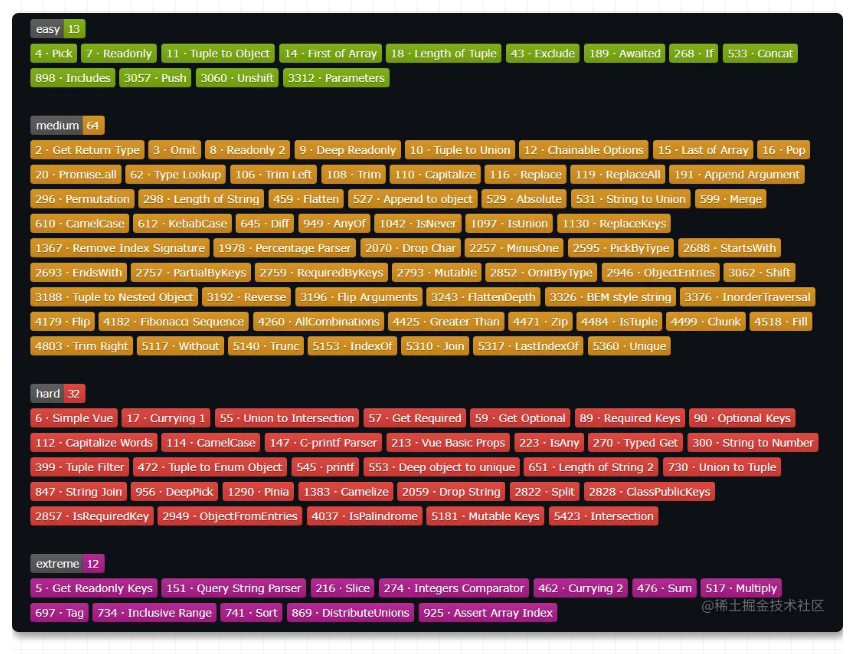 easy 13
4 · Pick 7 · Readonly 11 · Tuple to Object 14 · First of Array 18 · Length of Tuple 43 · Exclude 189 · Awaited 268 · If 533 · Concat
898 · Includes 3057 · Push 3060 · Unshift 3312 · Parameters
medium 64
2 · Get Return Type 3 · Omit 8 · Readonly 2 9 · Deep Readonly 10 · Tuple to Union 12 · Chainable Options 15 · Last of Array 16 · Pop
20 · Promise.all 62 · Type Lookup 106 · Trim Left 108 · Trim 110 · Capitalize 116 · Replace 119 · ReplaceAll 191 · Append Argument
296 · Permutation 298 · Length of String 459 · Flatten 527 · Append to object 529 · Absolute 531 · String to Union 599 · Merge
610 · CamelCase 612 · KebabCase 645 · Diff 949 · AnyOf 1042 · IsNever 1097 · IsUnion 1130 · ReplaceKeys
1367 · Remove Index Signature 1978 · Percentage Parser 2070 · Drop Char 2257 · MinusOne 2595 · PickByType 2688 · StartsWith
2693 · EndsWith 2757 · PartialByKeys 2759 · RequiredByKeys 2793 · Mutable 2852 · OmitByType 2946 · ObjectEntries 3062 · Shift
3188 · Tuple to Nested Object 3192 · Reverse 3196 · Flip Arguments 3243 · FlattenDepth 3326 · BEM style string 3376 · InorderTraversal
4179 · Flip 4182 · Fibonacci Sequence 4260 · AllCombinations 4425 · Greater Than 4471 · Zip 4484 · IsTuple 4499 · Chunk 4518 · Fill
4803 · Trim Right 5117 · Without 5140 · Trunc 5153 · IndexOf 5310 · Join 5317 · LastIndexOf 5360 · Unique
hard 32
6 · Simple Vue 17 · Currying 1 55 · Union to Intersection 57 · Get Required 59 · Get Optional 89 · Required Keys 90 · Optional Keys
112 · Capitalize Words 114 · CamelCase 147 · C-printf Parser 213 · Vue Basic Props 223 · IsAny 270 · Typed Get 300 · String to Number
399 · Tuple Filter 472 · Tuple to Enum Object 545 · printf 553 · Deep object to unique 651 · Length of String 2 730 · Union to Tuple
847 · String Join 956 · DeepPick 1290 · Pinia 1383 · Camelize 2059 · Drop String 2822 · Split 2828 · ClassPublicKeys
2857 · IsRequiredKey 2949 · ObjectFromEntries 4037 · IsPalindrome 5181 · Mutable Keys 5423 · Intersection
extreme 12
5 · Get Readonly Keys 151 · Query String Parser 216 · Slice 274 · Integers Comparator 462 · Currying 2 476 · Sum 517 · Multiply
697 · Tag 734 · Inclusive Range 741 · Sort 869 · DistributeUnions 925 · Assert Array Index
@稀土掘金技术社区